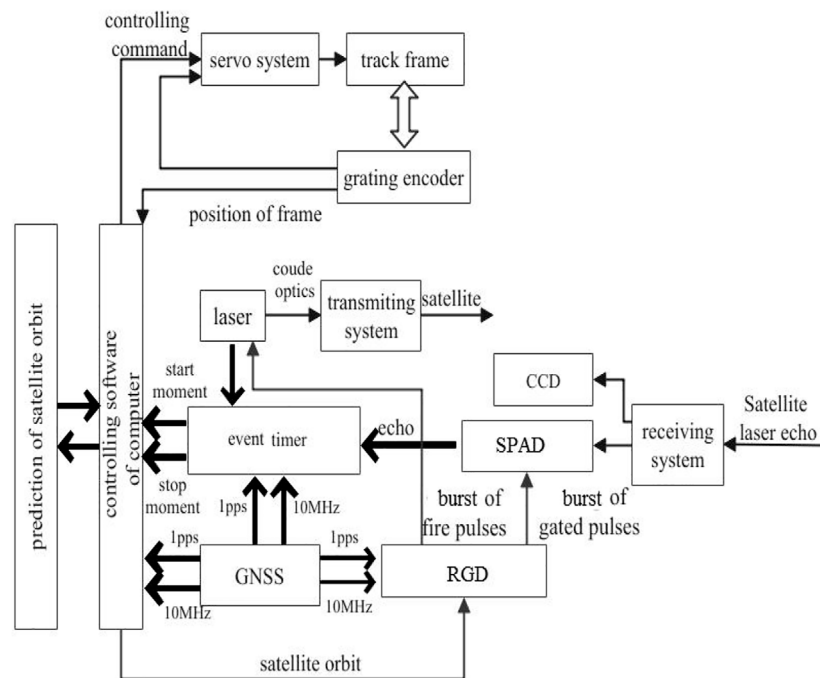 controlling
command
servo system
track frame
grating encoder
position of frame
prediction of satellite orbit
controlling software
of computer
laser
coude
optics
transmiting
system
satellite
start
moment
event timer
stop
moment
echo
CCD
SPAD
receiving
system
Satellite
laser echo
1pps
10MHz
burst of
fire pulses
burst of
gated pulses
1pps
10MHz
GNSS
1pps
10MHz
RGD
satellite orbit